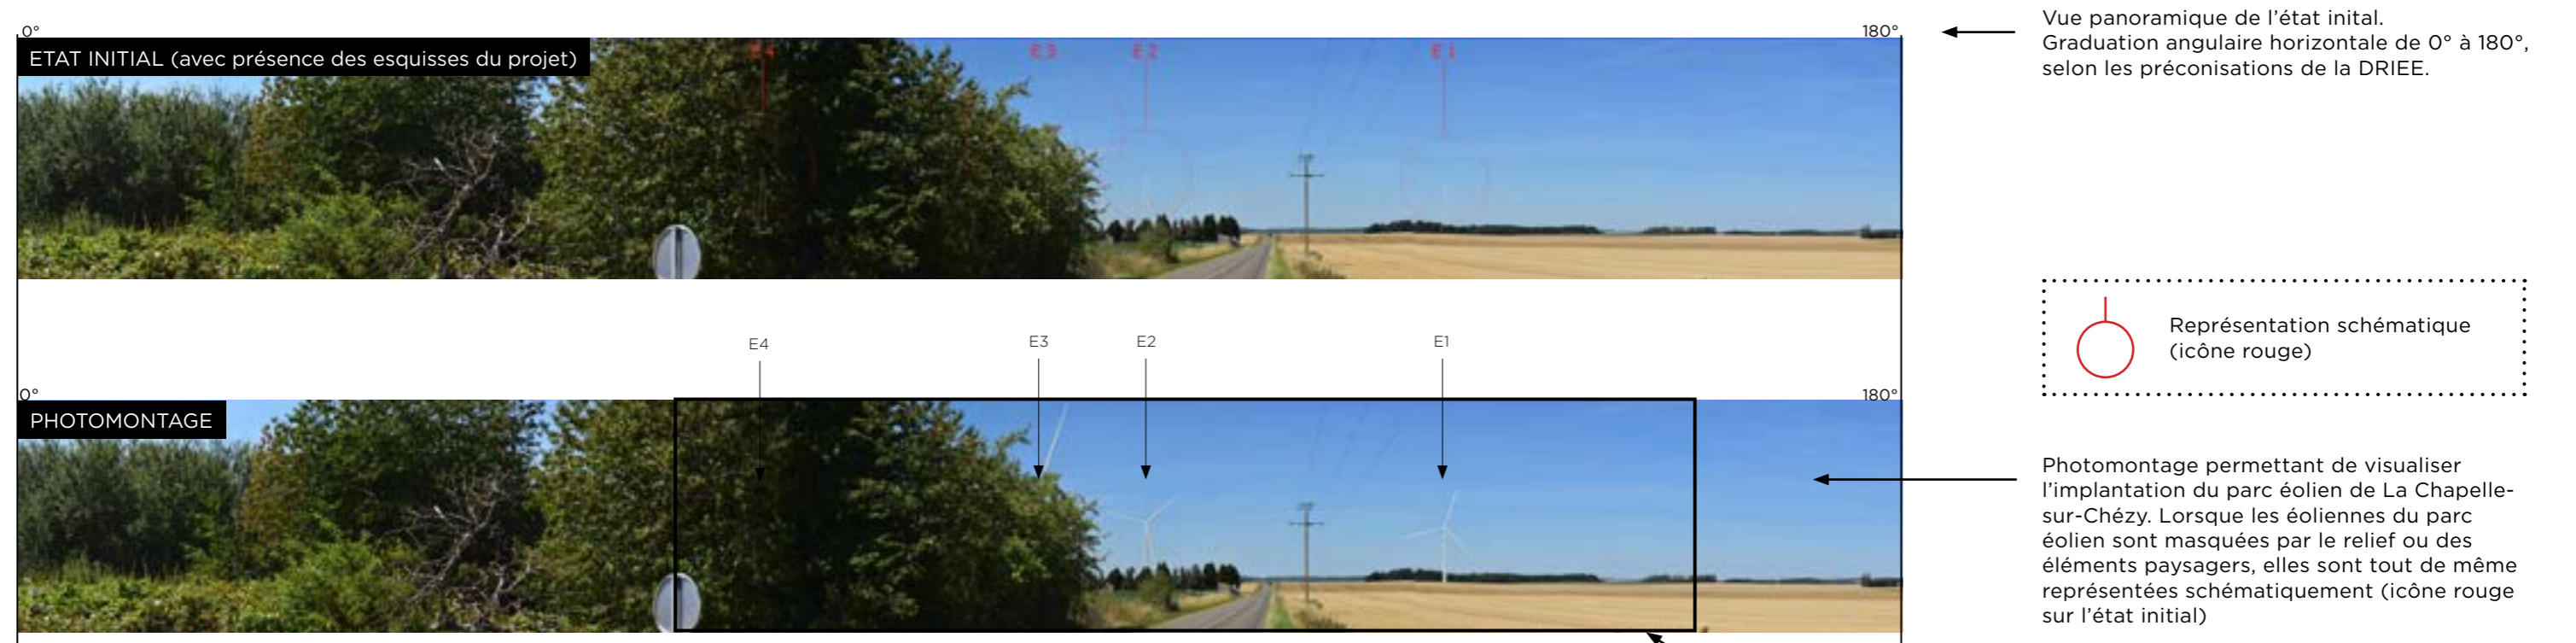 0°
180°
ETAT INITIAL (avec présence des esquisses du projet)
E4
E3
E2
E1
Vue panoramique de l'état inital.
Graduation angulaire horizontale de 0° à 180°,
selon les préconisations de la DRIEE.
Représentation schématique
(icône rouge)
E4
E3
E2
E1
0°
180°
PHOTOMONTAGE
Photomontage permettant de visualiser
l'implantation du parc éolien de La Chapelle-
sur-Chézy. Lorsque les éoliennes du parc
éolien sont masquées par le relief ou des
éléments paysagers, elles sont tout de même
représentées schématiquement (icône rouge
sur l'état initial)